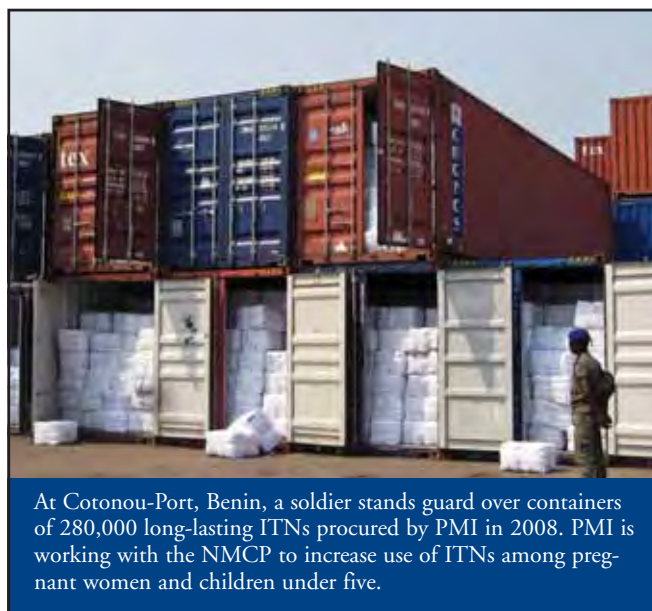 tex
tex
At Cotonou-Port, Benin, a soldier stands guard over containers
of 280,000 long-lasting ITNs procured by PMI in 2008. PMI is
working with the NMCP to increase use of ITNs among preg-
nant women and children under five.